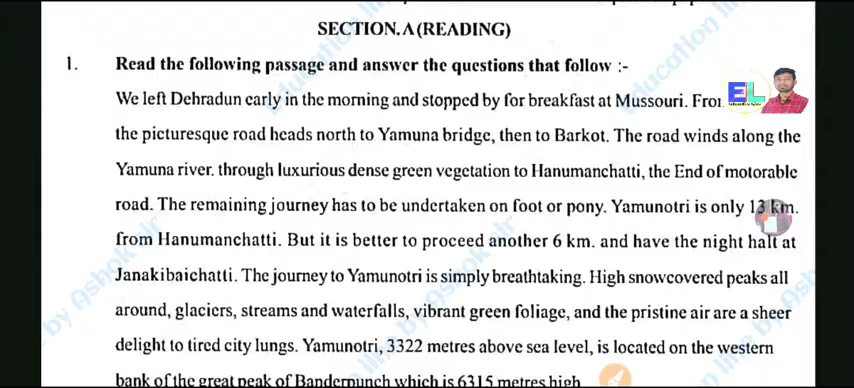 SECTION.A (READING)
1. Read the following passage and answer the questions that follow :-
We left Dehradun early in the morning and stopped by for breakfast at Mussouri.
the picturesque road heads north to Yamuna bridge, then to Barkot. The road winds along the
Yamuna river. through luxurious dense green vegetation to Hanumanchatti, the End of motorable
road. The remaining journey has to be undertaken on foot or pony. Yamunotri is only 13 km.
from Hanumanchatti. But it is better to proceed another 6 km. and have the night halt at
Janakibaichatti. The journey to Yamunotri is simply breathtaking. High snowcovered peaks all
around, glaciers, streams and waterfalls, vibrant green foliage, and the pristine air are a sheer
delight to tired city lungs. Yamunotri, 3322 metres above sea level, is located on the western
bank of the great peak of Banderpunch which is 6315 metres high
EL
education line by Ashok sir